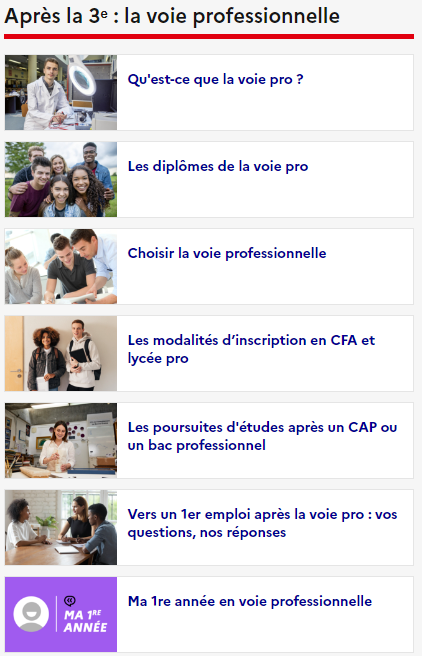 Après la 3ᵉ : la voie professionnelle
Qu'est-ce que la voie pro ?
Les diplômes de la voie pro
Choisir la voie professionnelle
Les modalités d’inscription en CFA et
lycée pro
Les poursuites d'études après un CAP ou
un bac professionnel
Vers un 1er emploi après la voie pro : vos
questions, nos réponses
MA 1RE
ANNÉE
Ma 1re année en voie professionnelle